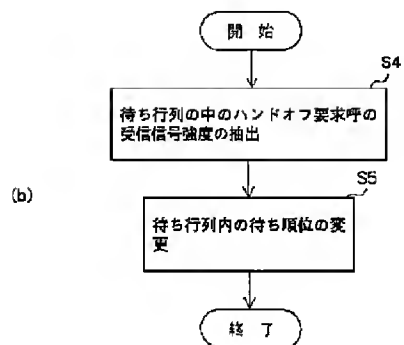 開 始
S4
待ち行列の中のハンドオフ要求呼の
受信信号強度の抽出
S5
(b)
待ち行列内の待ち順位の変
更
終 了